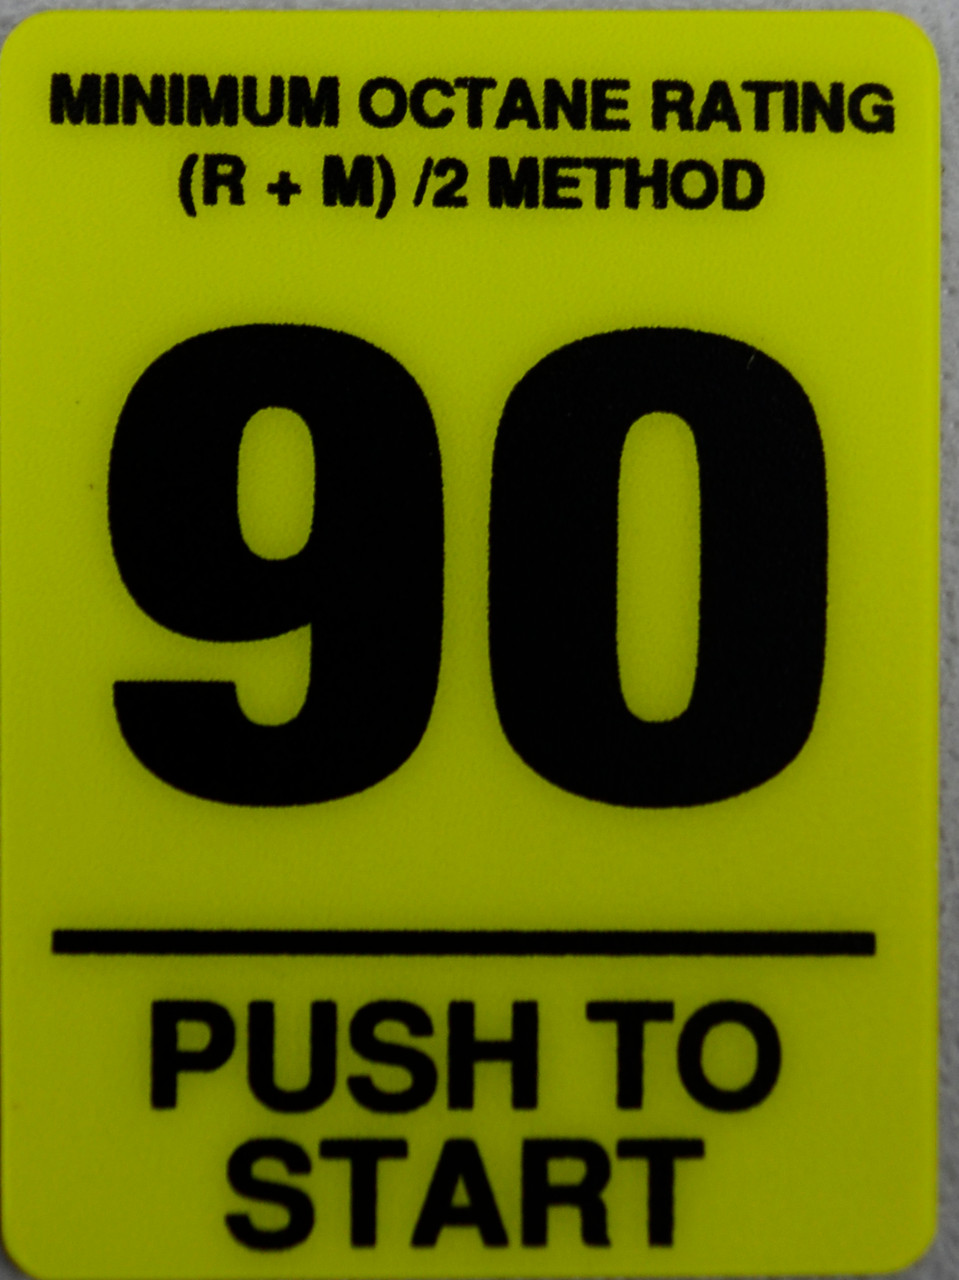 MINIMUM OCTANE RATING
(R + M) /2 METHOD
90
PUSH TO
START